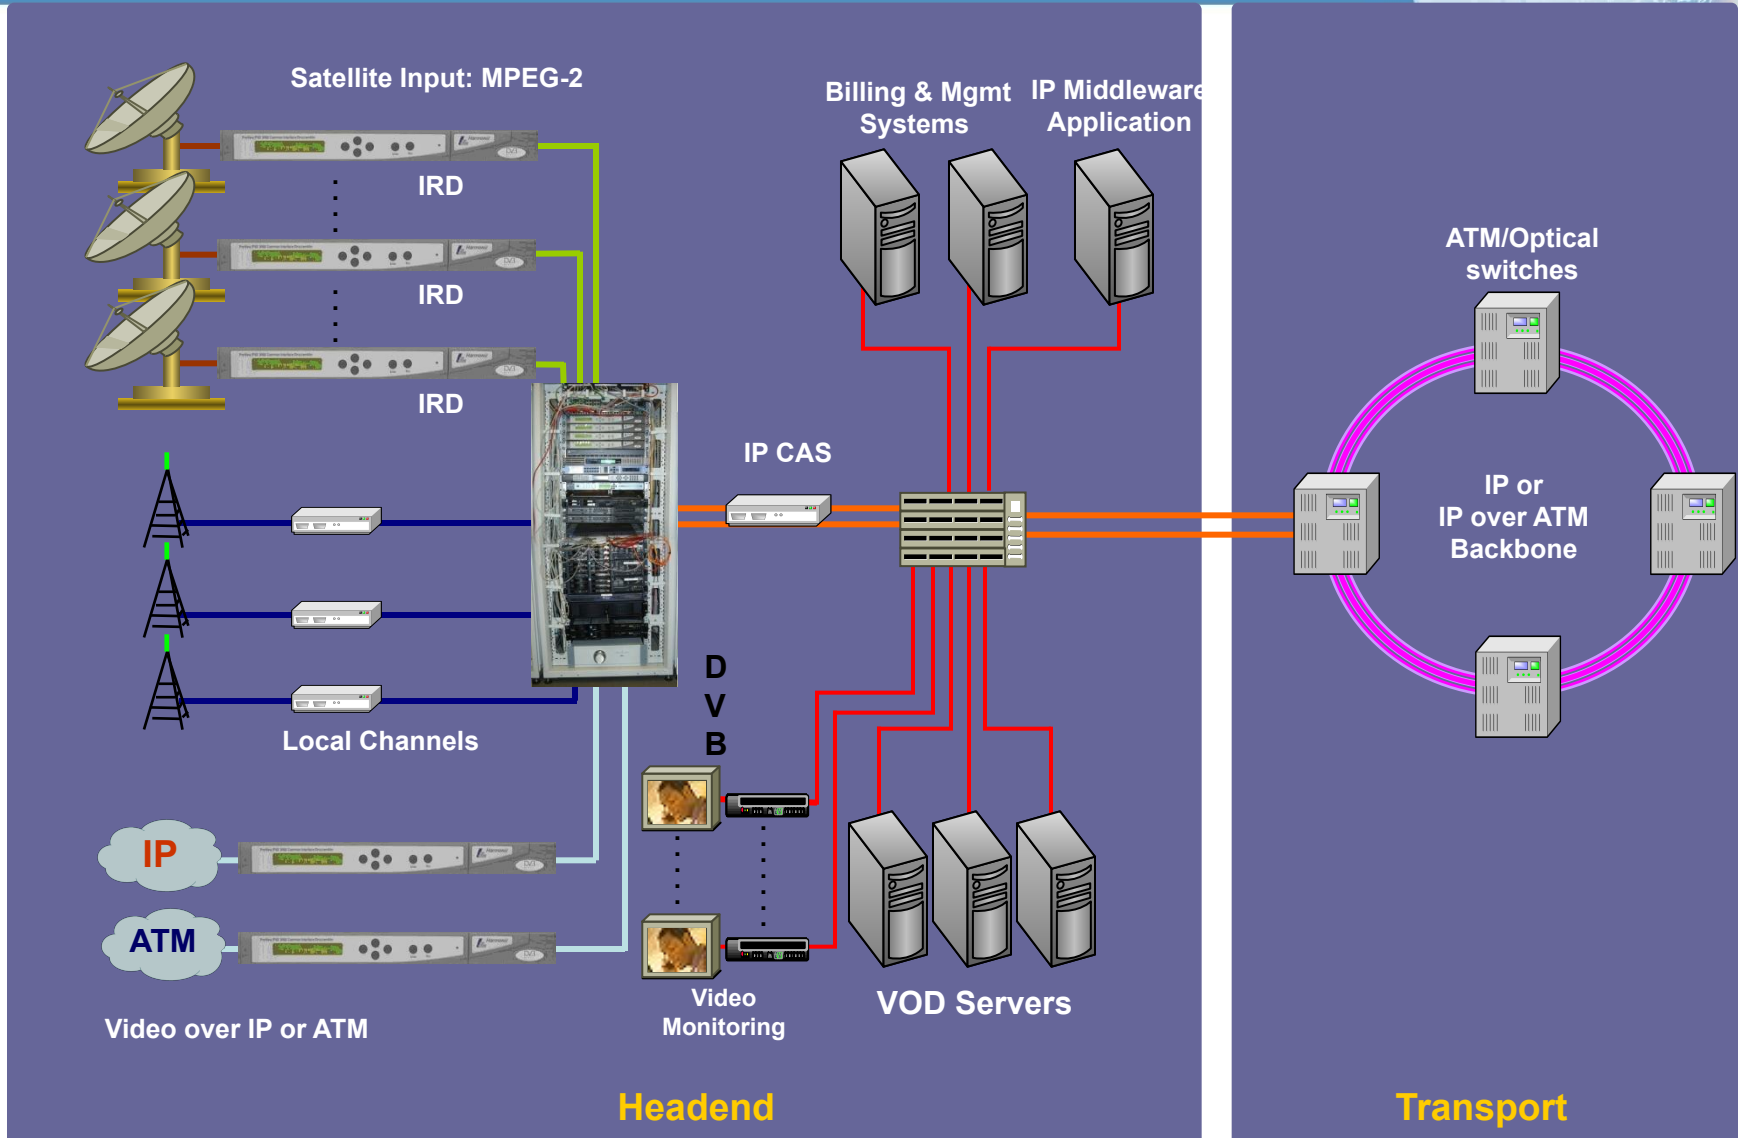 Satellite Input: MPEG-2
IRD
IRD
IRD
Local Channels
IP
ATM
Video over IP or ATM
D
V
B
Video
Monitoring
IP CAS
Billing & Mgmt
Systems
IP Middleware
Application
VOD Servers
Headend
ATM/Optical
switches
IP or
IP over ATM
Backbone
Transport